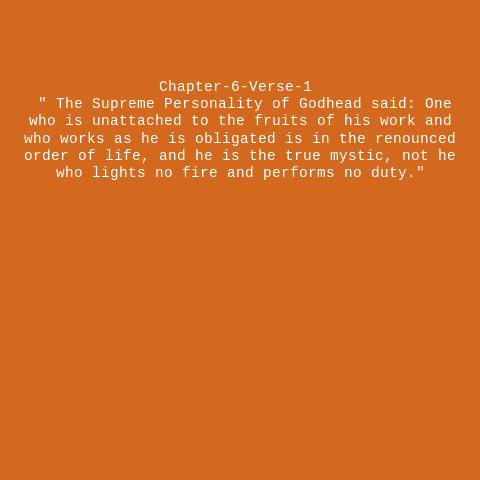 Chapter-6-Verse-1
" The Supreme Personality of Godhead said: One
who is unattached to the fruits of his work and
who works as he is obligated is in the renounced
order of life, and he is the true mystic, not he
who lights no fire and performs no duty."